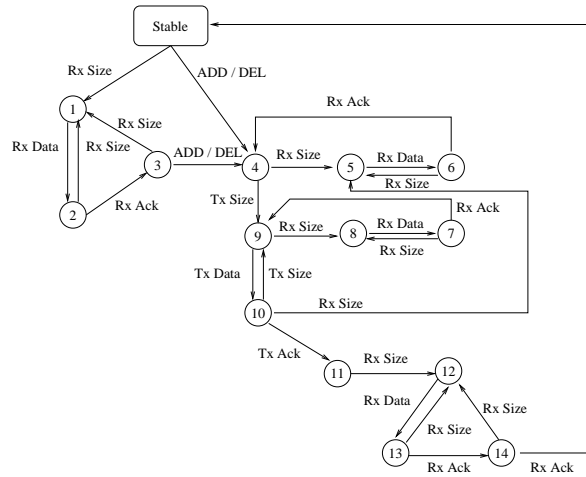 Stable
Rx Size
ADD / DEL
Rx Ack
1
Rx Size
Rx Data
Rx Size
3
ADD / DEL
4
Rx Size
5
Rx Data
6
Rx Size
2
Rx Ack
Tx Size
Rx Ack
9
Rx Size
8
Rx Data
7
Rx Size
Tx Data
Tx Size
10
Rx Size
Tx Ack
11
Rx Size
12
Rx Data
Rx Size
Rx Size
13
14
Rx Ack
Rx Ack